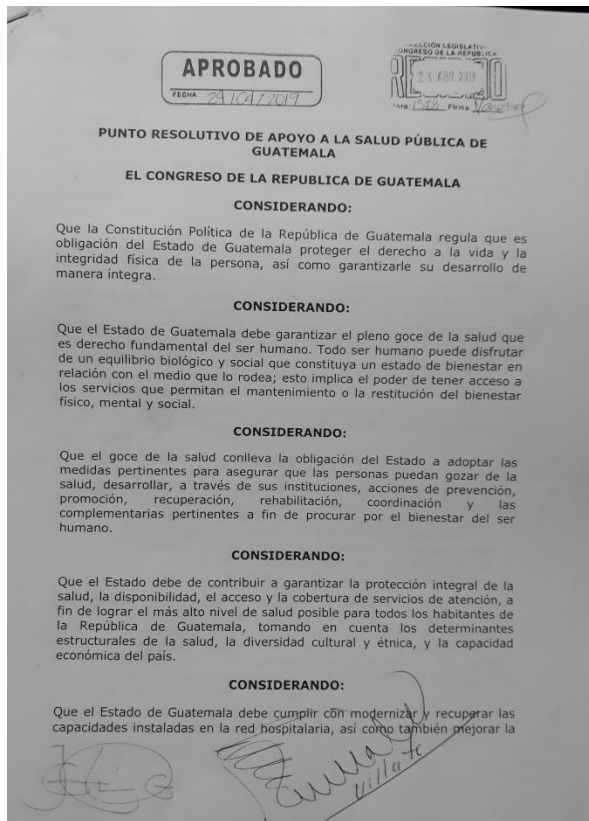 APROBADO
FECHA 24/04/2019
CCIÓN LEGISLATIV
CONGRESO DE LA REPUBLICA
ABR 2019
Firma
PUNTO RESOLUTIVO DE APOYO A LA SALUD PÚBLICA DE
GUATEMALA
EL CONGRESO DE LA REPUBLICA DE GUATEMALA
CONSIDERANDO:
Que la Constitución Política de la República de Guatemala regula que es
obligación del Estado de Guatemala proteger el derecho a la vida y la
integridad física de la persona, así como garantizarle su desarrollo de
manera íntegra.
CONSIDERANDO:
Que el Estado de Guatemala debe garantizar el pleno goce de la salud que
es derecho fundamental del ser humano. Todo ser humano puede disfrutar
de un equilibrio biológico y social que constituya un estado de bienestar en
relación con el medio que lo rodea; esto implica el poder de tener acceso a
los servicios que permitan el mantenimiento o la restitución del bienestar
físico, mental y social.
CONSIDERANDO:
Que el goce de la salud conlleva la obligación del Estado a adoptar las
medidas pertinentes para asegurar que las personas puedan gozar de la
salud, desarrollar, a través de sus instituciones, acciones de prevención,
promoción, recuperación, rehabilitación, coordinación y las
complementarias pertinentes a fin de procurar por el bienestar del ser
humano.
CONSIDERANDO:
Que el Estado debe de contribuir a garantizar la protección integral de la
salud, la disponibilidad, el acceso y la cobertura de servicios de atención, a
fin de lograr el más alto nivel de salud posible para todos los habitantes de
la República de Guatemala, tomando en cuenta los determinantes
estructurales de la salud, la diversidad cultural y étnica, y la capacidad
económica del país.
CONSIDERANDO:
Que el Estado de Guatemala debe cumplir con modernizar y recuperar las
capacidades instaladas en la red hospitalaria, así como también mejorar la